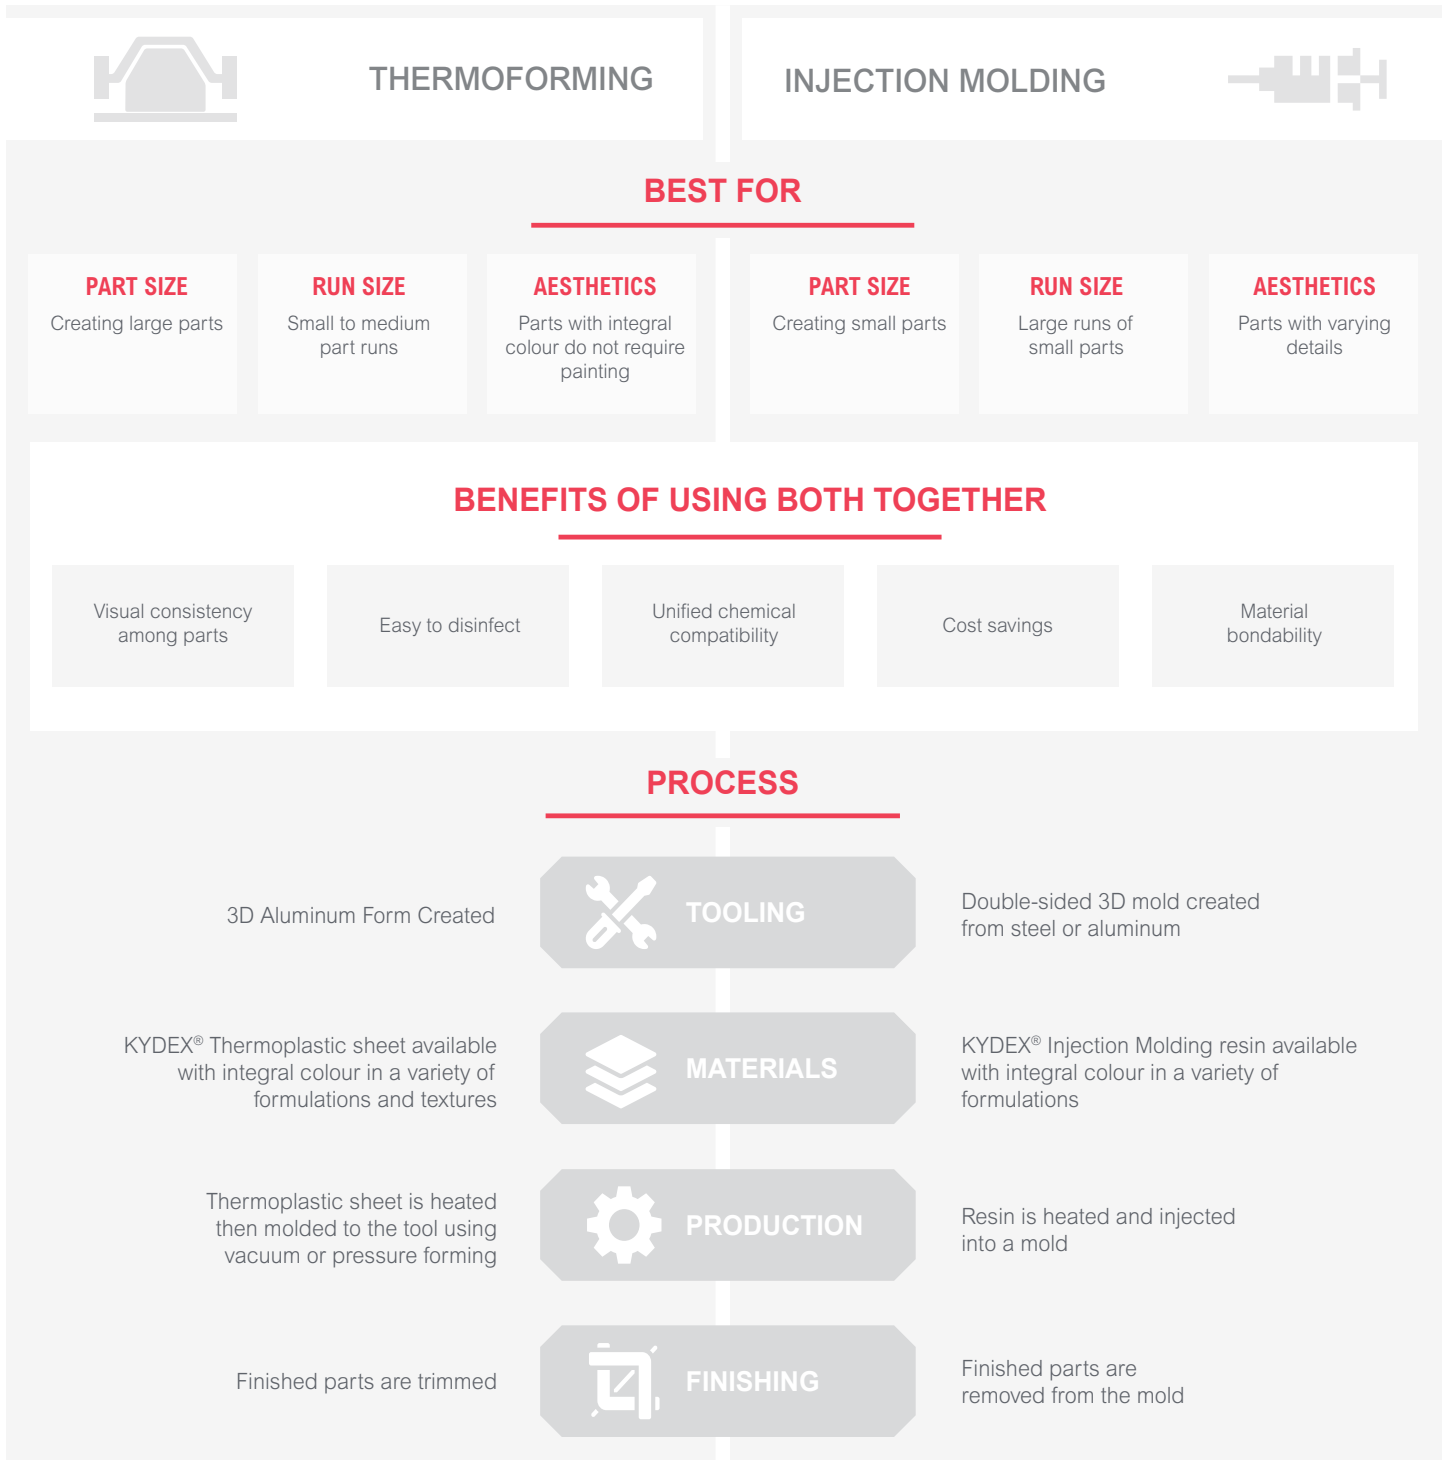 THERMOFORMING
INJECTION MOLDING
BEST FOR
PART SIZE
Creating large parts
RUN SIZE
Small to medium
part runs
AESTHETICS
Parts with integral
colour do not require
painting
PART SIZE
Creating small parts
RUN SIZE
Large runs of
small parts
AESTHETICS
Parts with varying
details
BENEFITS OF USING BOTH TOGETHER
Visual consistency
among parts
Easy to disinfect
Unified chemical
compatibility
Cost savings
Material
bondability
PROCESS
3D Aluminum Form Created
TOOLING
Double-sided 3D mold created
from steel or aluminum
KYDEX® Thermoplastic sheet available
with integral colour in a variety of
formulations and textures
MATERIALS
KYDEX® Injection Molding resin available
with integral colour in a variety of
formulations
Thermoplastic sheet is heated
then molded to the tool using
vacuum or pressure forming
PRODUCTION
Resin is heated and injected
into a mold
Finished parts are trimmed
FINISHING
Finished parts are
removed from the mold